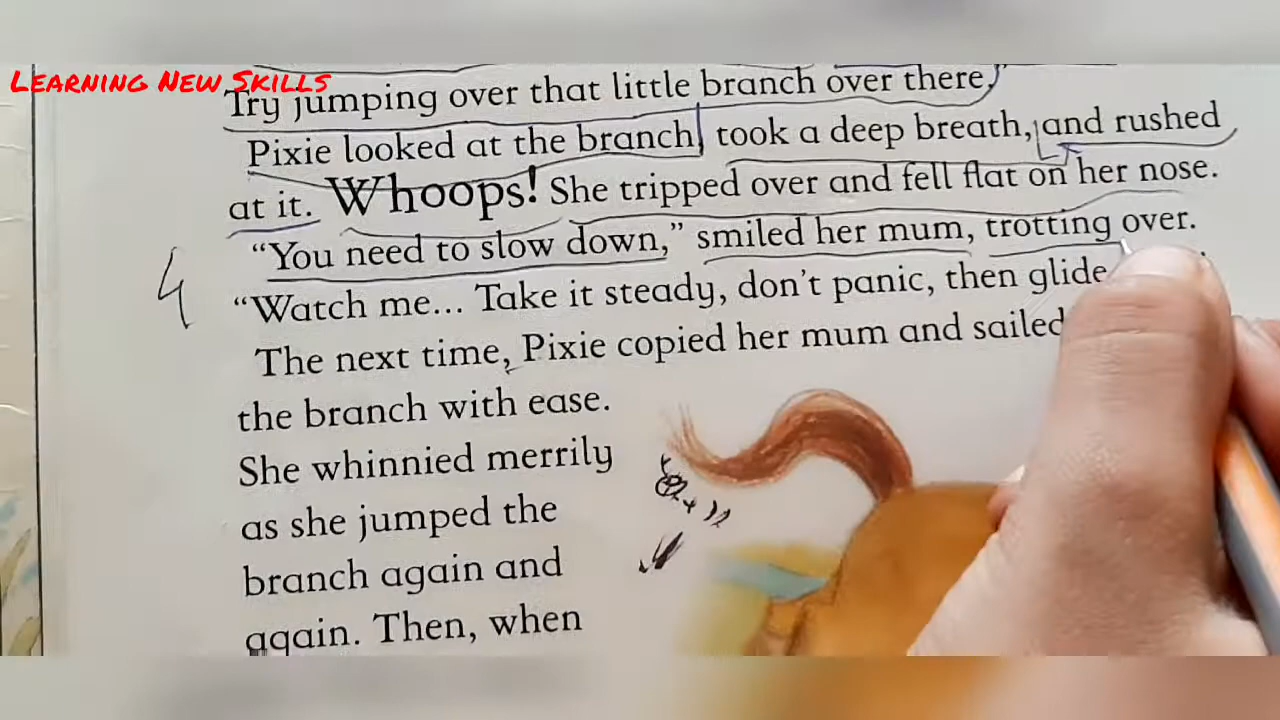 Learning New Skills
Try jumping over that little branch over there,"
Pixie looked at the branch, took a deep breath, and rushed
at it. Whoops! She tripped over and fell flat on her nose.
"You need to slow down," smiled her mum, trotting over.
4
"Watch me... Take it steady, don't panic, then glide
The next time, Pixie copied her mum and sailed
the branch with ease.
She whinnied merrily
as she jumped the
branch again and
again. Then, when